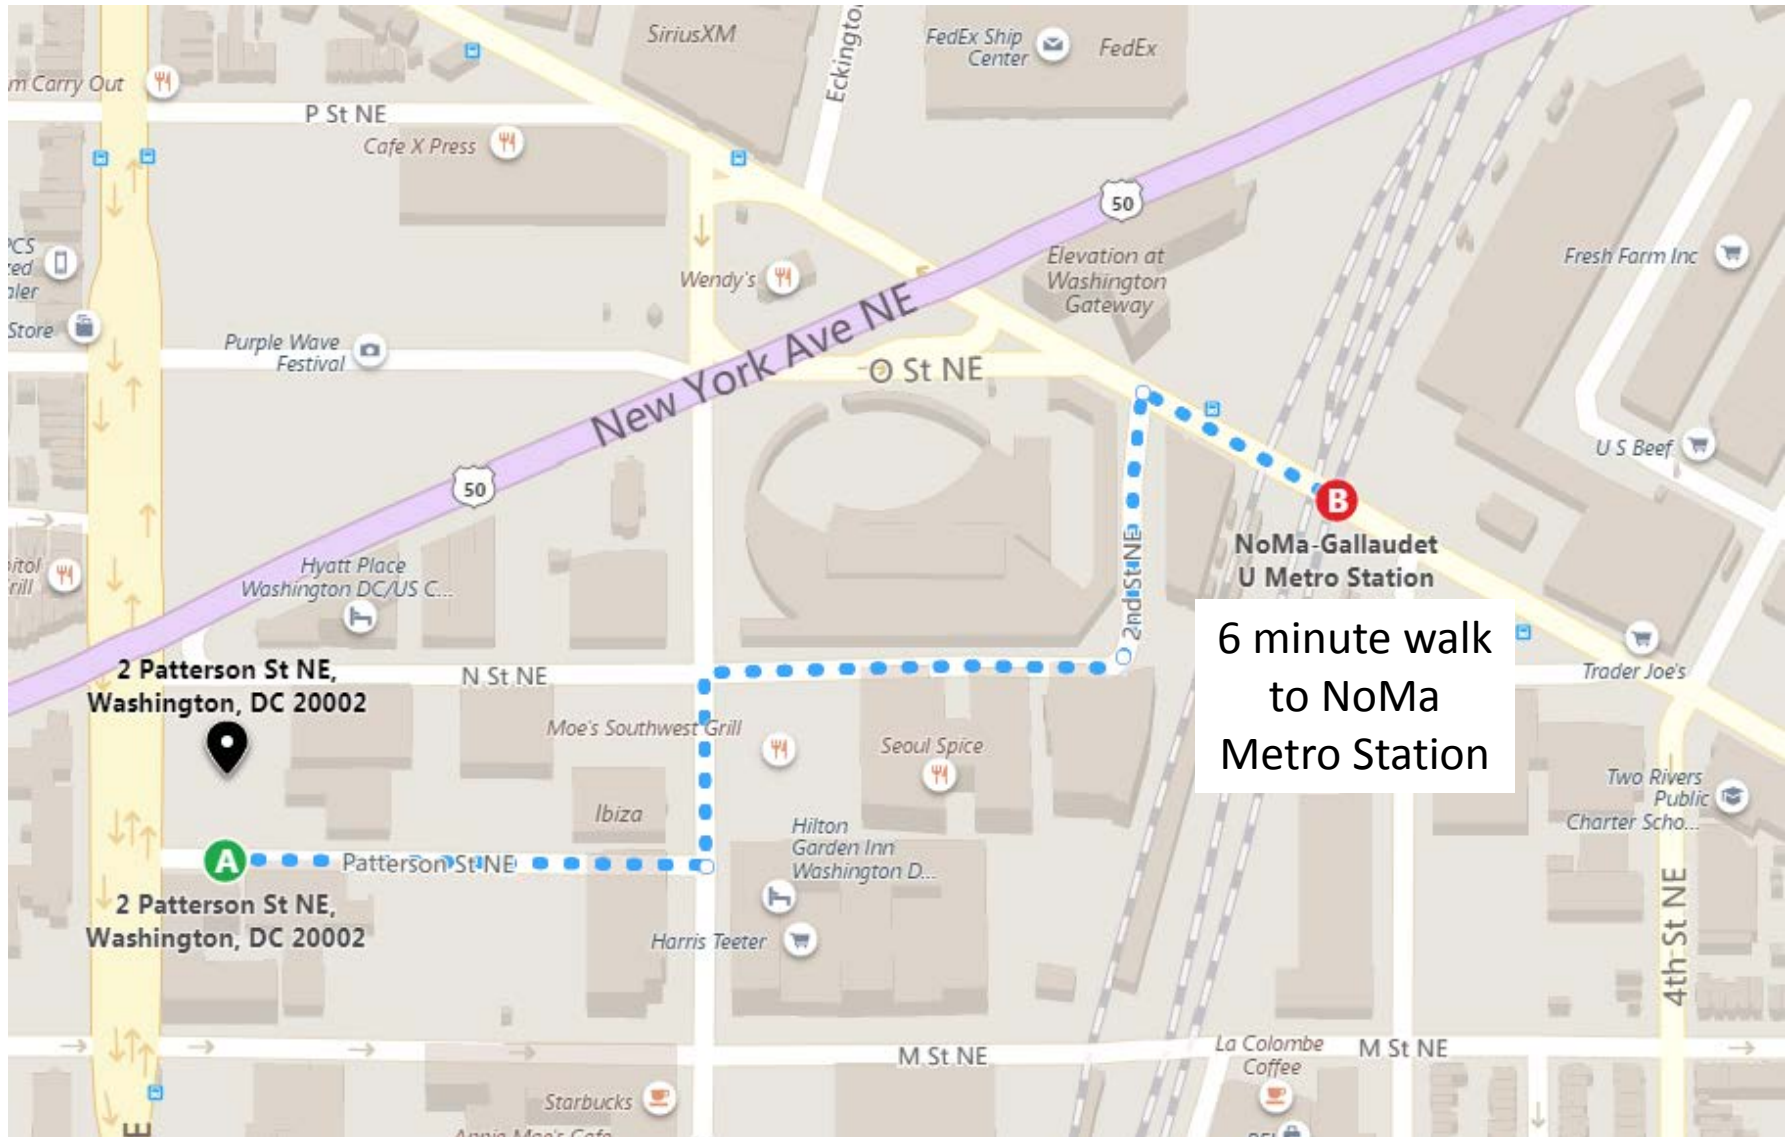 SiriusXM
FedEx Ship
Center
FedEx
m Carry Out
P St NE
Cafe X Press
50
Elevation at
Washington
Gateway
Fresh Farm Inc
Wendy's
Store
Purple Wave
Festival
O St NE
New York Ave NE
U S Beef
50
B
NoMa-Gallaudet
U Metro Station
Hyatt Place
Washington DC/US C...
2nd St NE
6 minute walk
to NoMa
Metro Station
2 Patterson St NE,
Washington, DC 20002
N St NE
Trader Joe's
Moe's Southwest Grill
Seoul Spice
Two Rivers
Public
Charter Scho...
Ibiza
Hilton
Garden Inn
Washington D...
A
Patterson St NE
2 Patterson St NE,
Washington, DC 20002
Harris Teeter
4th St NE
M St NE
La Colombe
Coffee
M St NE
Starbucks